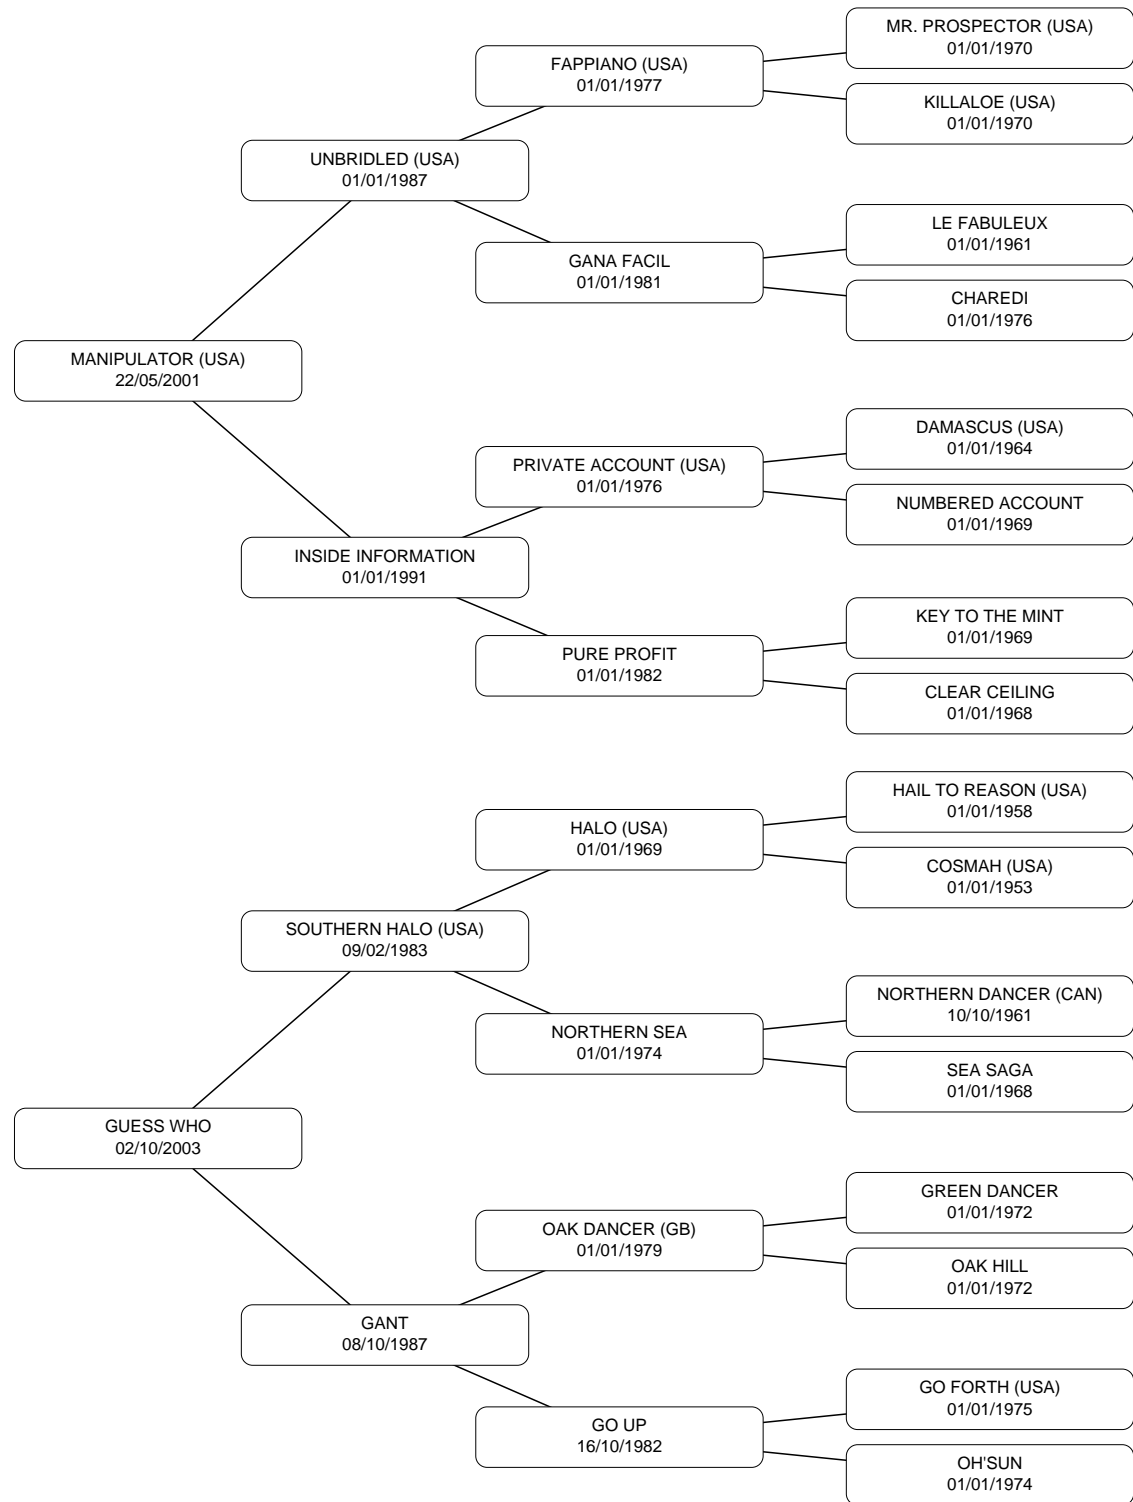 MR. PROSPECTOR (USA)
01/01/1970
FAPPIANO (USA)
01/01/1977
KILLALOE (USA)
01/01/1970
UNBRIDLED (USA)
01/01/1987
LE FABULEUX
01/01/1961
GANA FACIL
01/01/1981
CHAREDI
01/01/1976
MANIPULATOR (USA)
22/05/2001
DAMASCUS (USA)
01/01/1964
PRIVATE ACCOUNT (USA)
01/01/1976
NUMBERED ACCOUNT
01/01/1969
INSIDE INFORMATION
01/01/1991
KEY TO THE MINT
01/01/1969
PURE PROFIT
01/01/1982
CLEAR CEILING
01/01/1968
HAIL TO REASON (USA)
01/01/1958
HALO (USA)
01/01/1969
COSMAH (USA)
01/01/1953
SOUTHERN HALO (USA)
09/02/1983
NORTHERN DANCER (CAN)
10/10/1961
NORTHERN SEA
01/01/1974
SEA SAGA
01/01/1968
GUESS WHO
02/10/2003
GREEN DANCER
01/01/1972
OAK DANCER (GB)
01/01/1979
OAK HILL
01/01/1972
GANT
08/10/1987
GO FORTH (USA)
01/01/1975
GO UP
16/10/1982
OH'SUN
01/01/1974